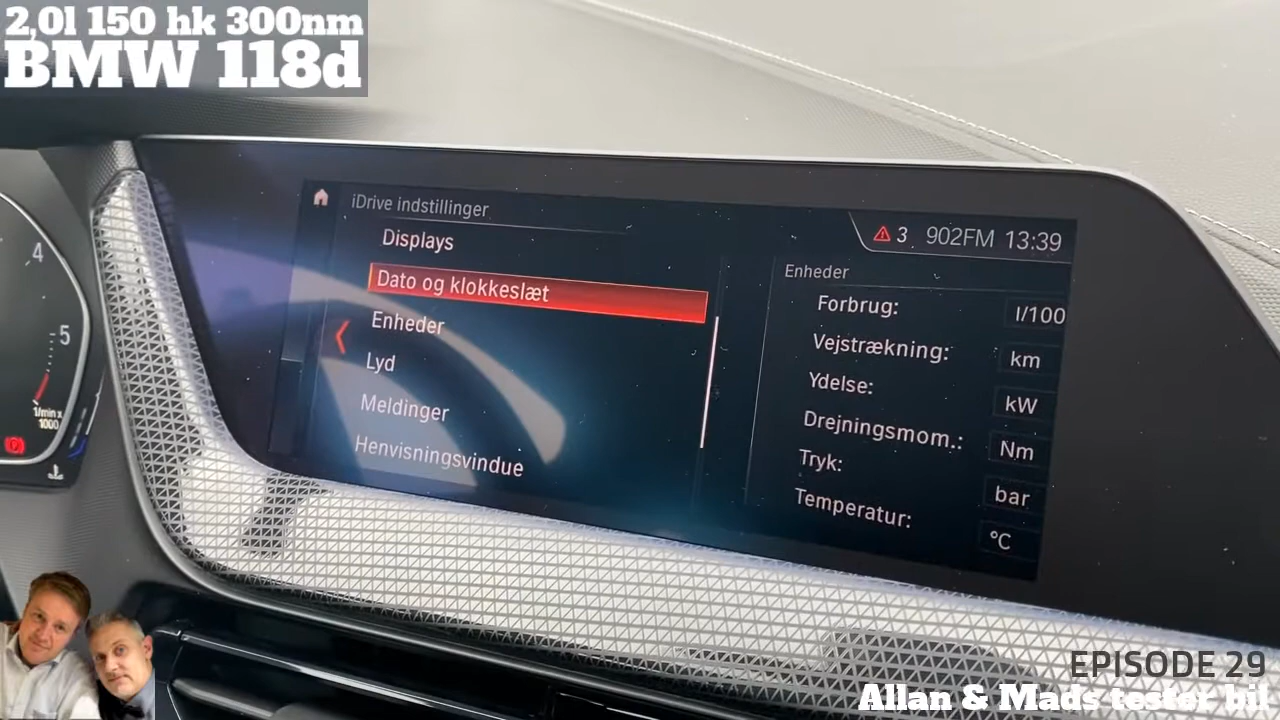 2,0l 150 hk 300nm
BMW 118d
iDrive indstillinger
Displays
Dato og klokkeslæt
Enheder
Lyd
Meldinger
Henvisningsvindue
3 902FM 13:39
Enheder
Forbrug: l/100
Vejstrækning: km
Ydelse: kW
Drejningsmom.: Nm
Tryk: bar
Temperatur: °C
4
5
1/min x
1000
EPISODE 29
Allan & Mads tester bil